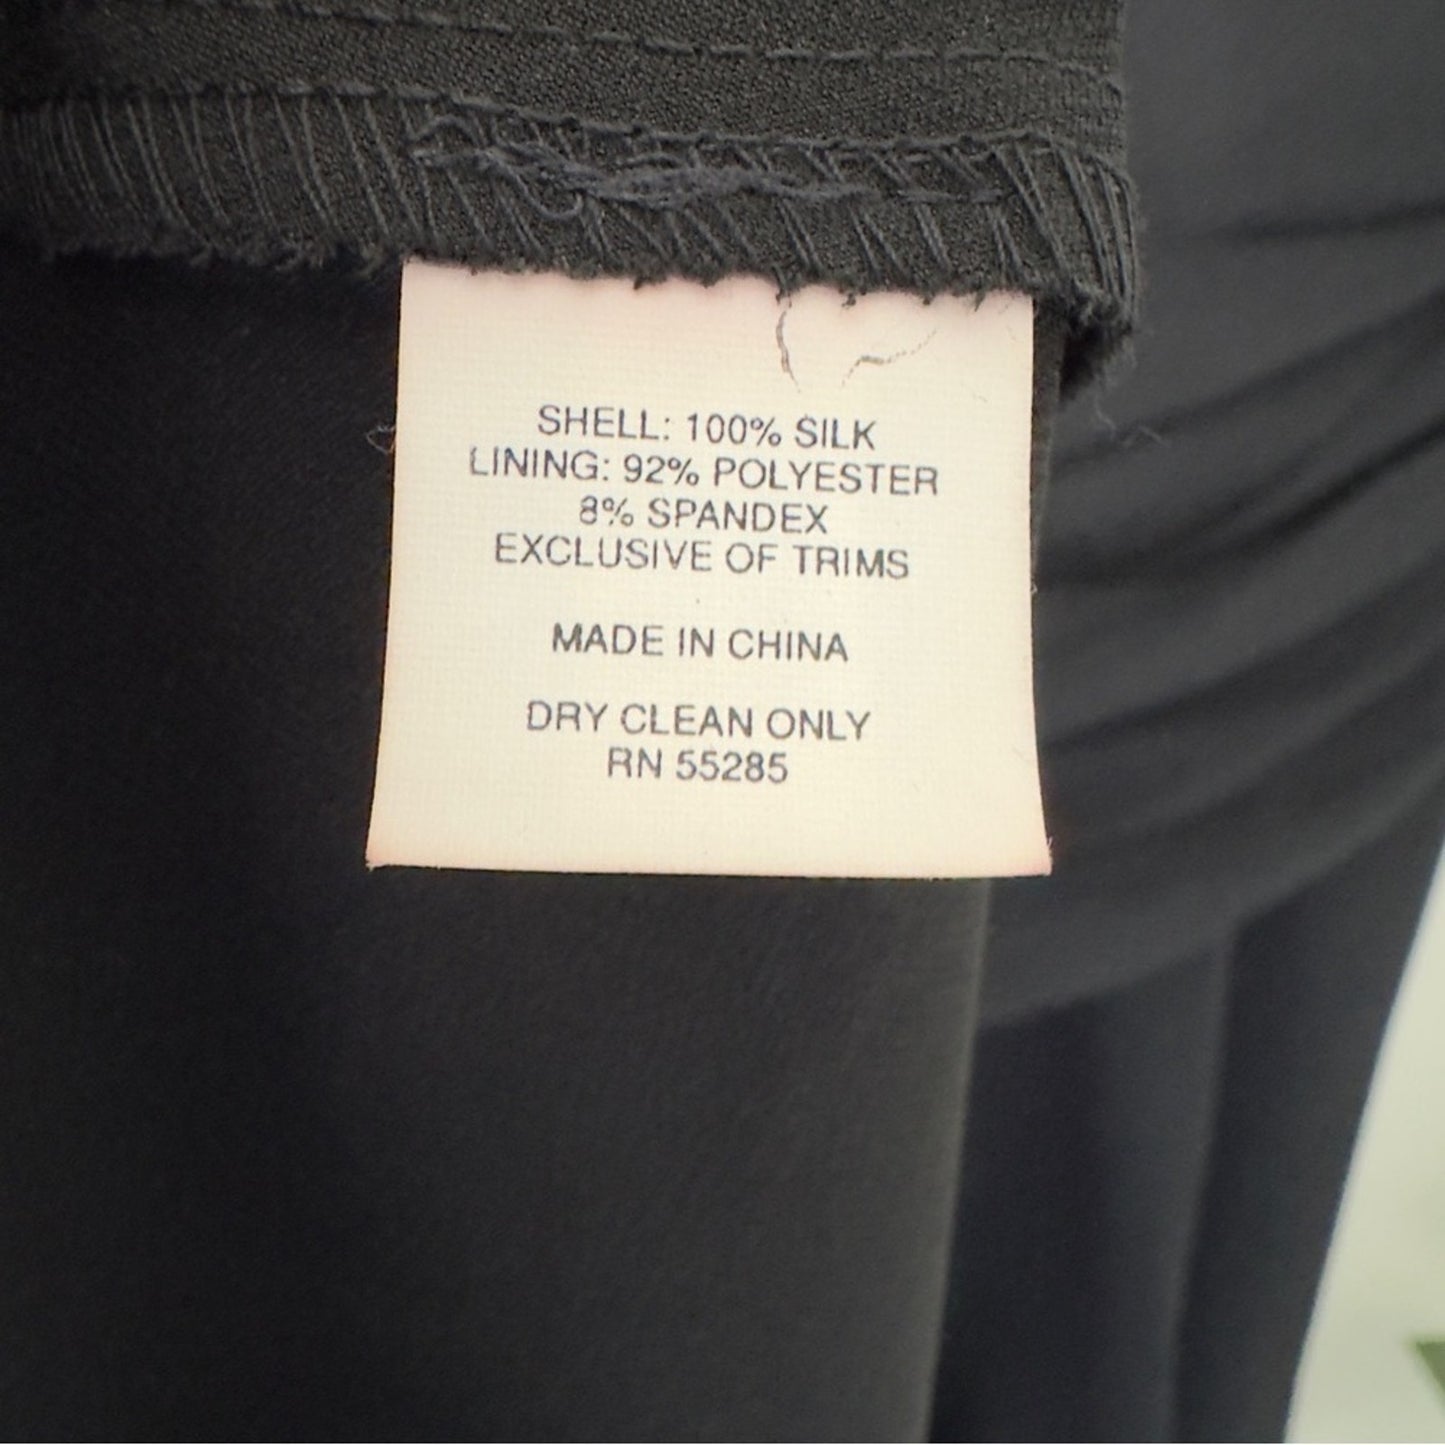 SHELL: 100% SILK
LINING: 92% POLYESTER
8% SPANDEX
EXCLUSIVE OF TRIMS
MADE IN CHINA
DRY CLEAN ONLY
RN 55285